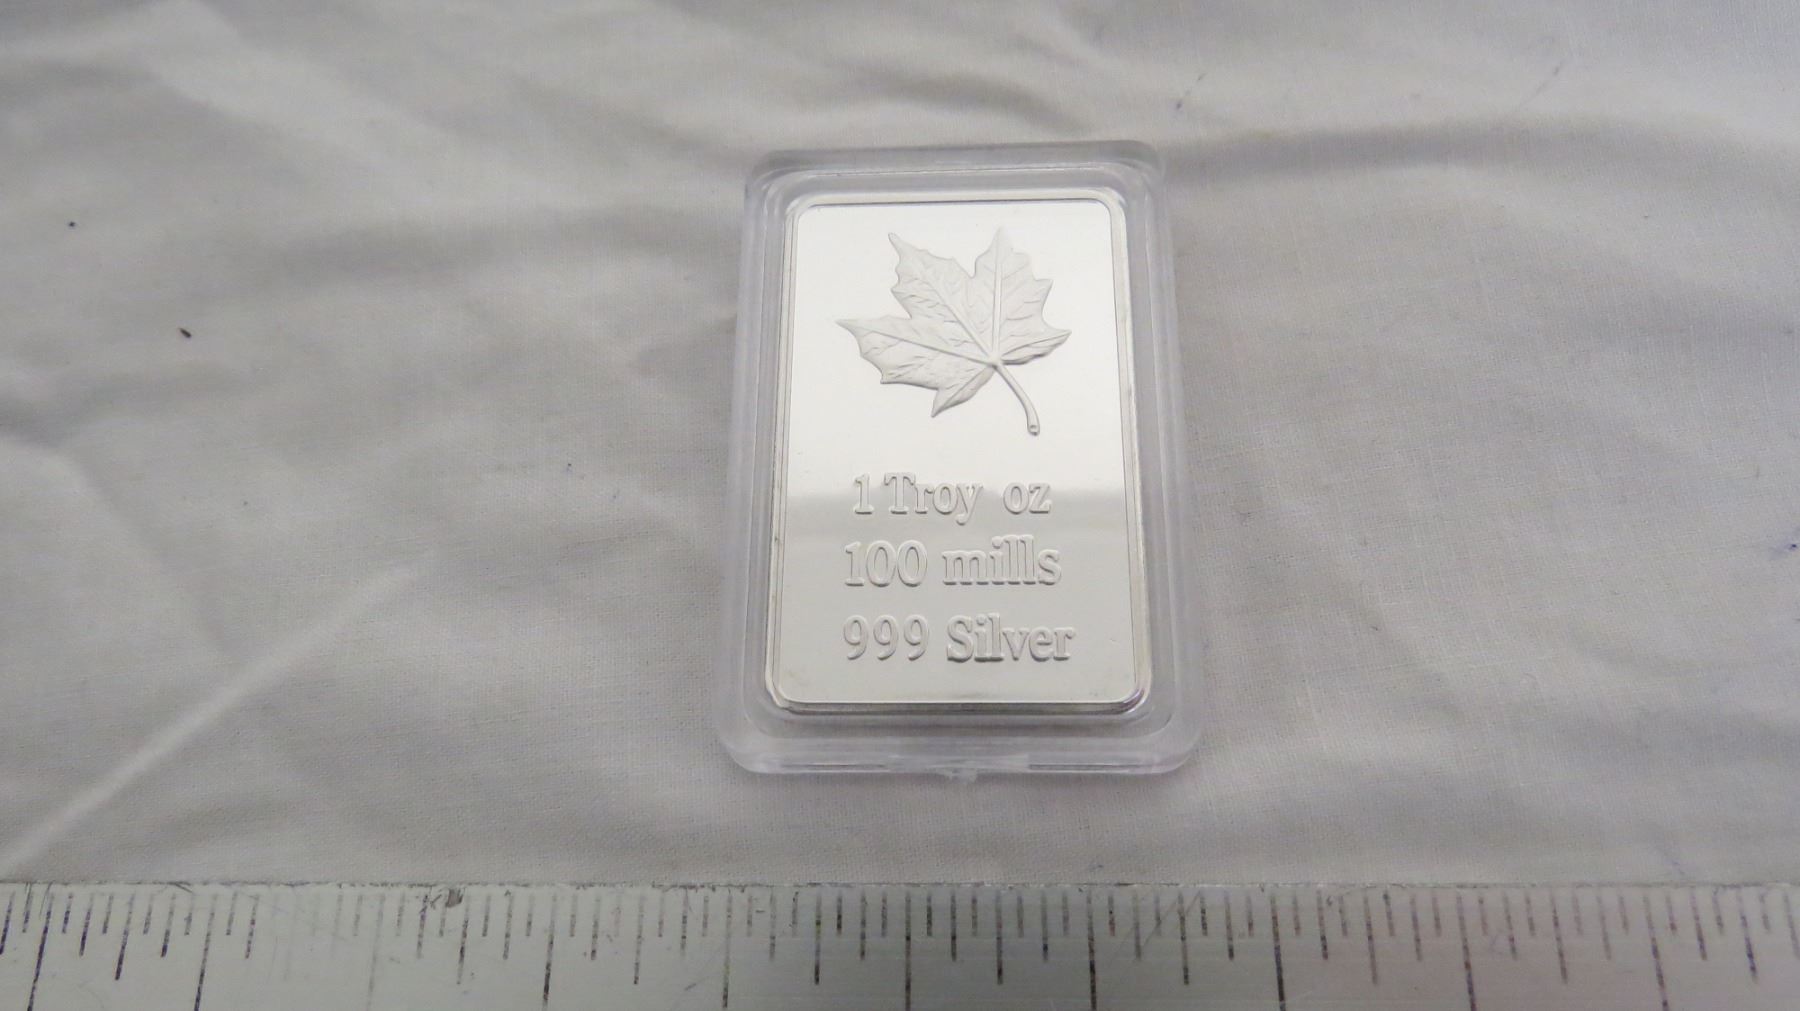 1 Troy oz
100 mills
999 Silver